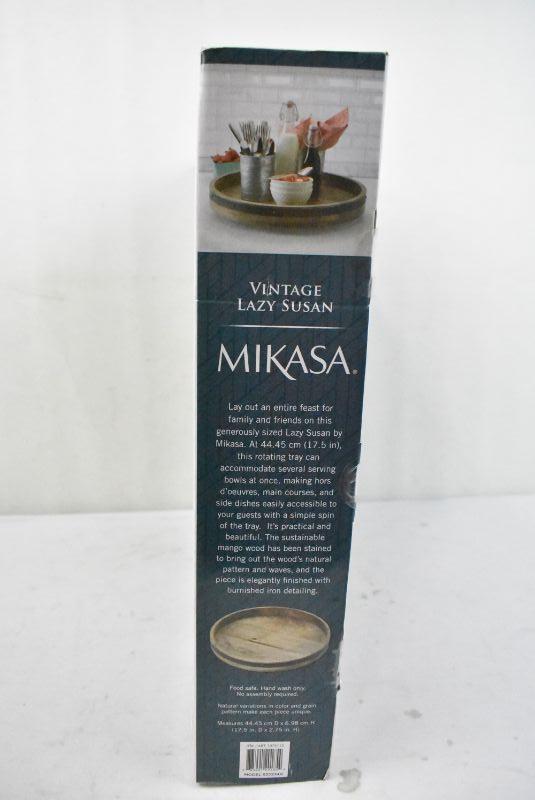 VINTAGE
LAZY SUSAN
MIKASA®
Lay out an entire feast for
family and friends on this
generously sized Lazy Susan by
Mikasa. At 44.45 cm (17.5 in),
this rotating tray can
accommodate several serving
bowls at once, making hors
d'oeuvres, main courses, and
side dishes easily accessible to
your guests with a simple spin
of the tray. It's practical and
beautiful. The sustainable
mango wood has been stained
to bring out the wood's natural
pattern and waves, and the
piece is elegantly finished with
burnished iron detailing.
Food safe. Hand wash only.
No assembly required.
Natural variations in color and grain
pattern make each piece unique.
Measures 44.45 cm D x 6.98 cm H
(17.5 in. D x 2.75 in. H)